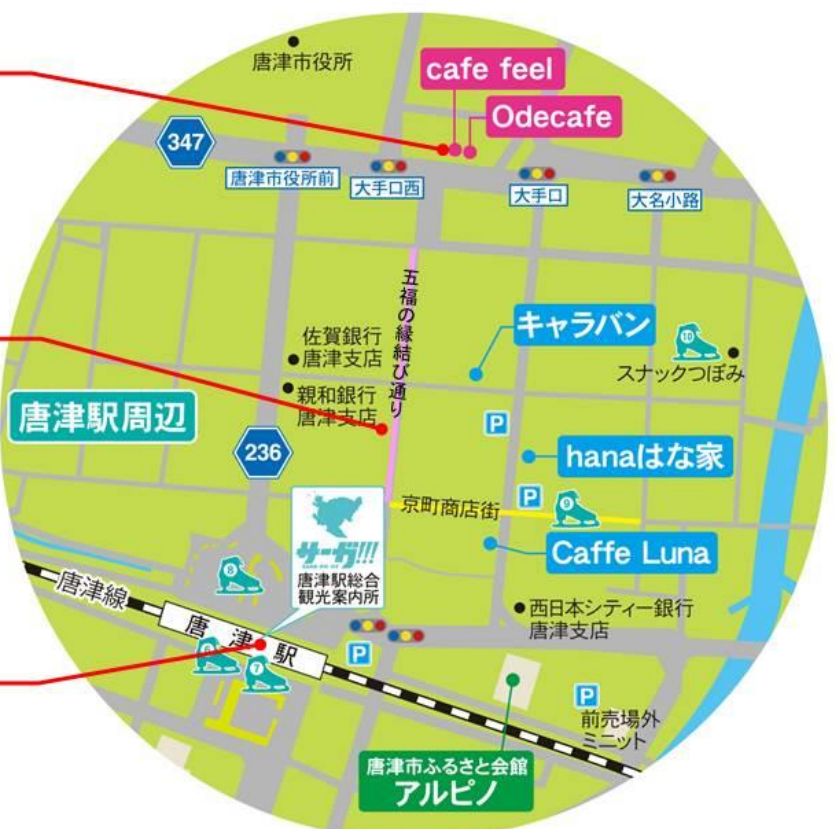 唐津市役所
cafe feel
Odecafe
347
唐津市役所前
大手口西
大手口
大名小路
五福の縁結び通り
キャラバン
佐賀銀行
唐津支店
10
スナックつぼみ
親和銀行
唐津支店
唐津駅周辺
P
236
hanaはな家
京町商店街
P
9
サーガ!!!
唐津駅総合
観光案内所
Caffe Luna
8
唐津線
唐津駅
西日本シティー銀行
唐津支店
P
6
7
P
前売場外
ミニット
唐津市ふるさと会館
アルピノ